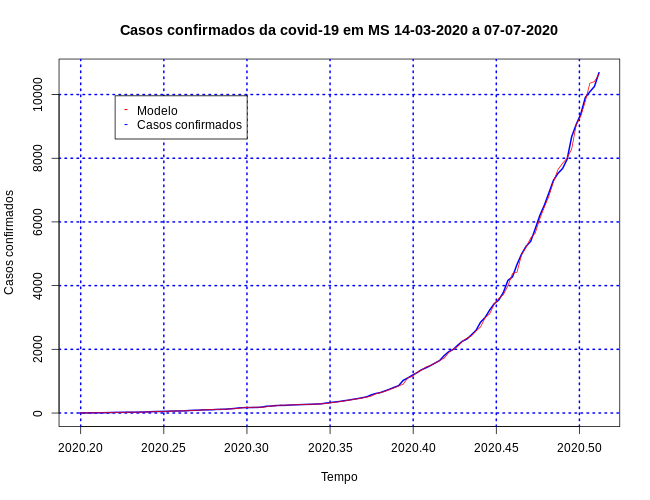 Casos confirmados da covid-19 em MS 14-03-2020 a 07-07-2020
Casos confirmados
10000
8000
6000
4000
2000
0
- Modelo
- Casos confirmados
2020.20 2020.25 2020.30 2020.35 2020.40 2020.45 2020.50
Tempo